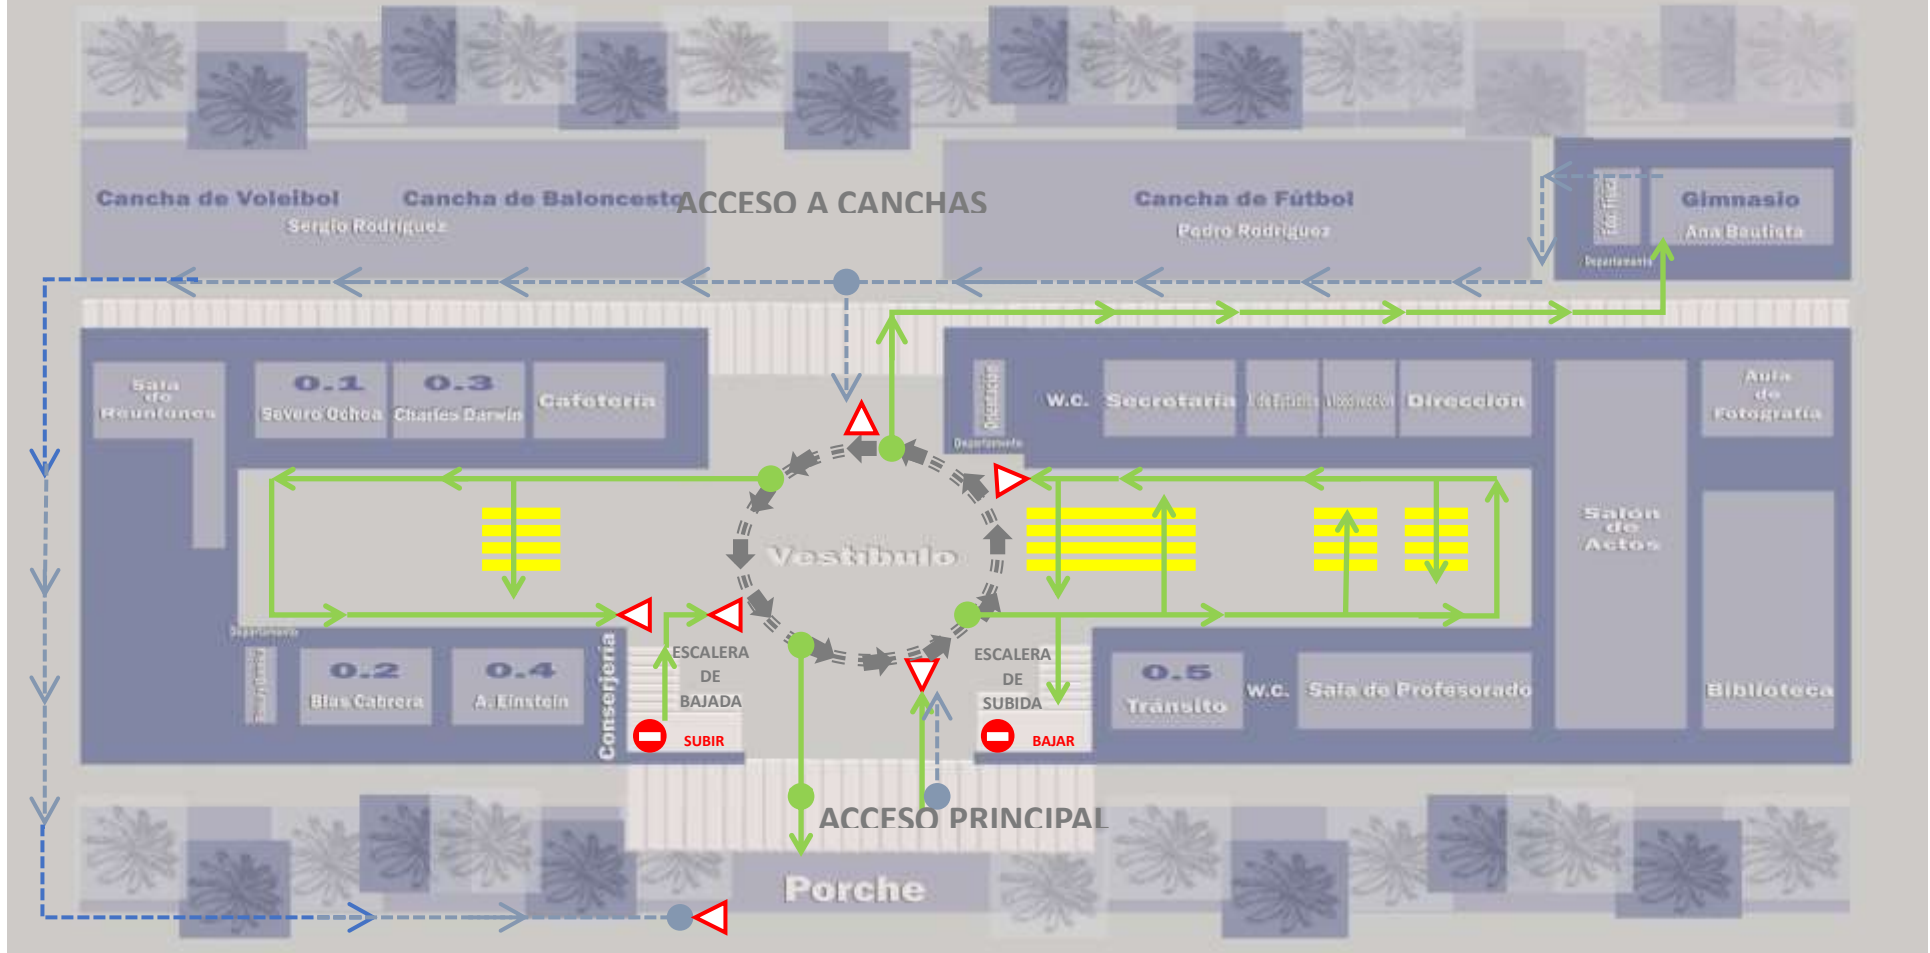 Cancha de Voleibol
Cancha de Baloncesto
Sergio Rodríguez
ACCESO A CANCHAS
Cancha de Fútbol
Pedro Rodríguez
Gimnasio
Ana Bautista
Departamento
Sala
de
Reuniones
0.1
Severo Ochoa
0.3
Charles Darwin
Cafetería
Orientación
Departamento
W.C.
Secretaría
Dirección
Aula
de
Fotografía
Vestíbulo
Salón
de
Actos
Departamento
0.2
Blas Cabrera
0.4
A. Einstein
Conserjería
ESCALERA
DE
BAJADA
SUBIR
ESCALERA
DE
SUBIDA
BAJAR
0.5
Tránsito
W.C.
Sala de Profesorado
Biblioteca
ACCESO PRINCIPAL
Porche